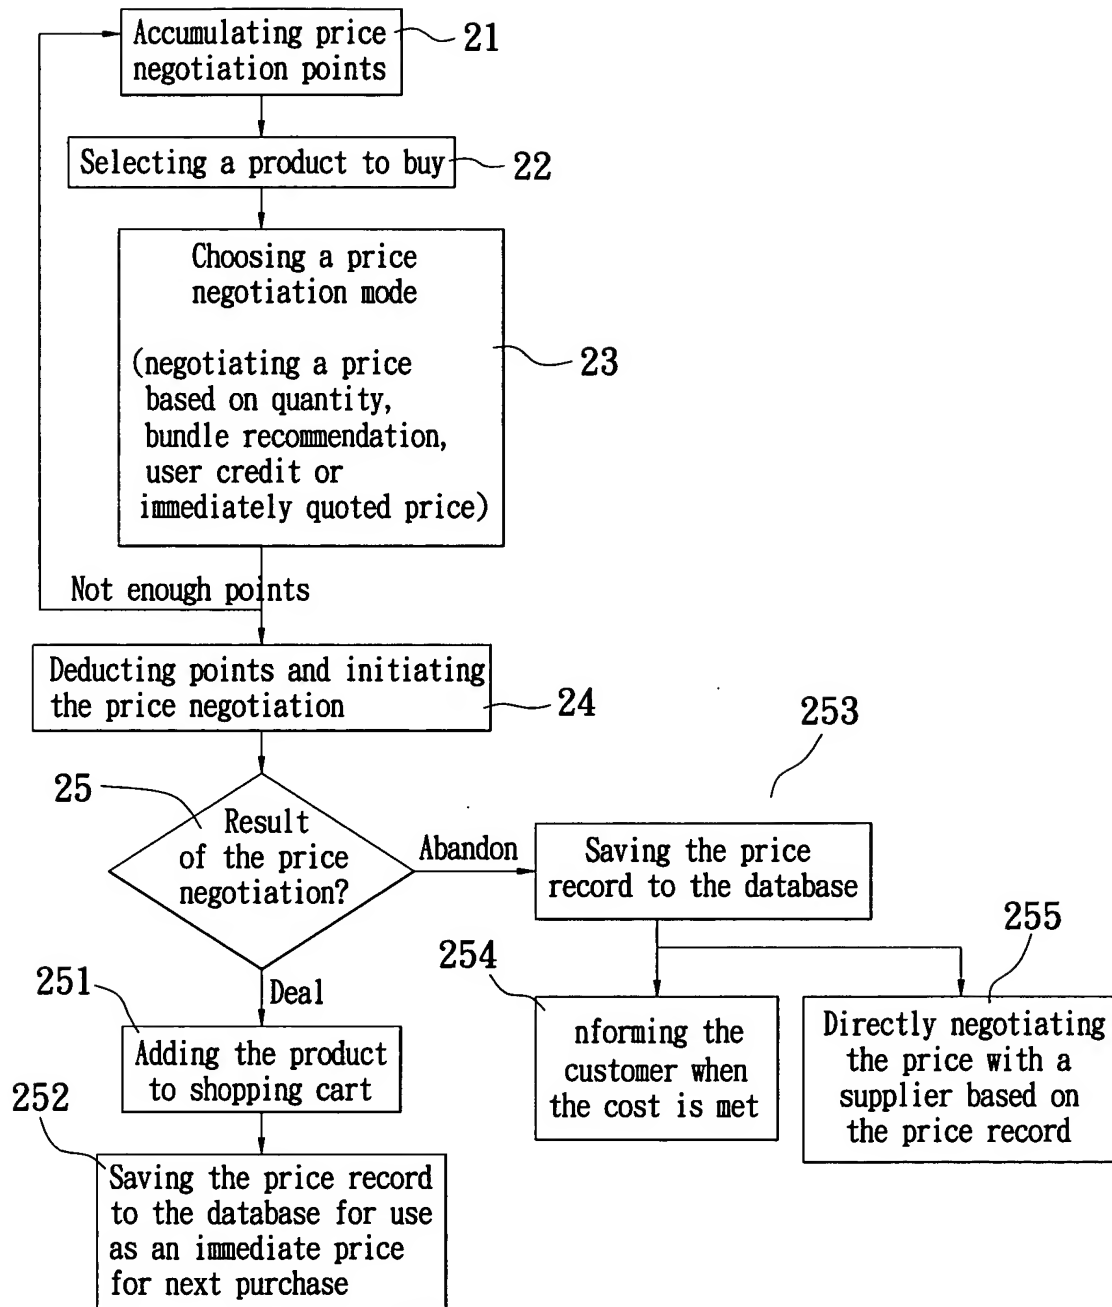 Accumulating price
negotiation points
21
Selecting a product to buy
22
Choosing a price
negotiation mode
(negotiating a price
based on quantity,
bundle recommendation,
user credit or
immediately quoted price)
23
Not enough points
Deducting points and initiating
the price negotiation
24
25
Result
of the price
negotiation?
Abandon
253
Saving the price
record to the database
254
nforming the
customer when
the cost is met
255
Directly negotiating
the price with a
supplier based on
the price record
Deal
251
Adding the product
to shopping cart
252
Saving the price record
to the database for use
as an immediate price
for next purchase